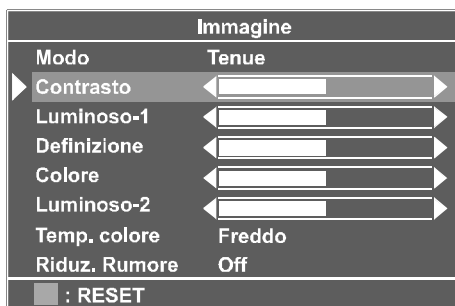 Immagine
Modo Tenue
Contrasto
Luminoso-1
Definizione
Colore
Luminoso-2
Temp. colore Freddo
Riduz. Rumore Off
: RESET